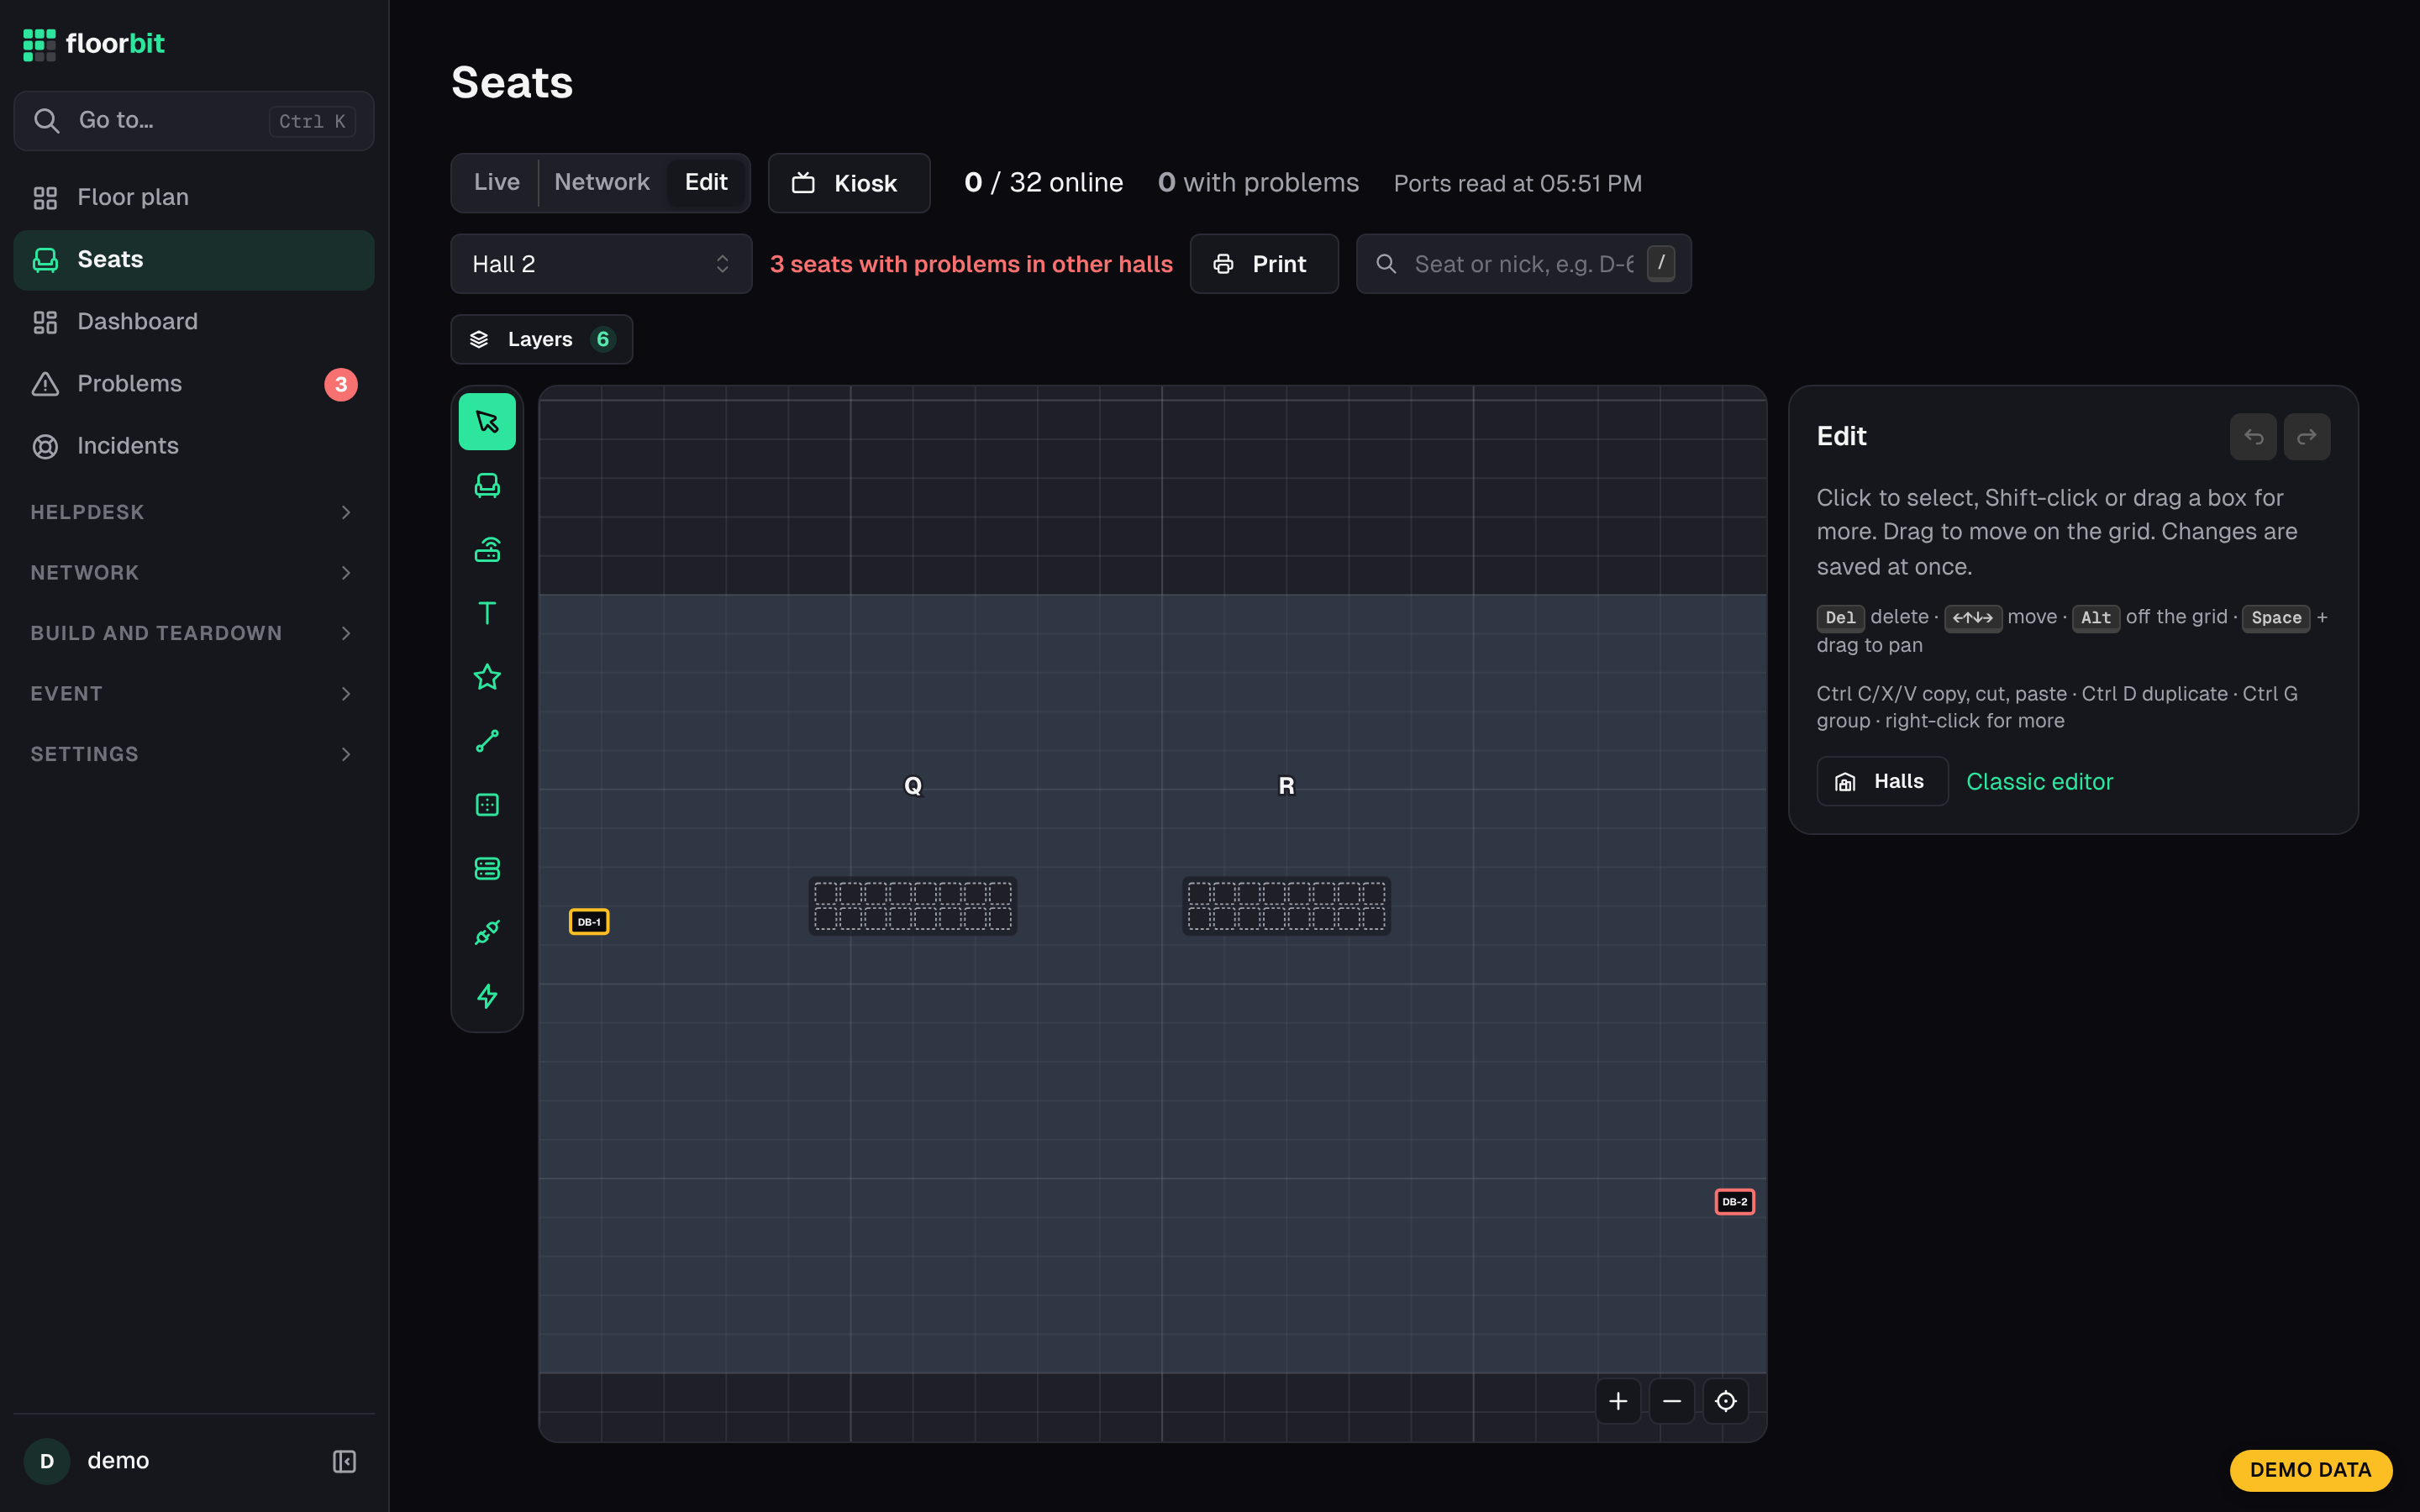 floorbit
Go to... Ctrl K
Floor plan
Seats
Dashboard
Problems 3
Incidents
HELPDESK
NETWORK
BUILD AND TEARDOWN
EVENT
SETTINGS
D demo
Seats
Live Network Edit Kiosk 0 / 32 online 0 with problems Ports read at 05:51 PM
Hall 2 3 seats with problems in other halls Print Seat or nick, e.g. D-6 /
Layers 6
Q R
DB-1
DB-2
Edit
Click to select, Shift-click or drag a box for
more. Drag to move on the grid. Changes are
saved at once.
Del delete · ←↑↓→ move · Alt off the grid · Space +
drag to pan
Ctrl C/X/V copy, cut, paste · Ctrl D duplicate · Ctrl G
group · right-click for more
Halls Classic editor
DEMO DATA